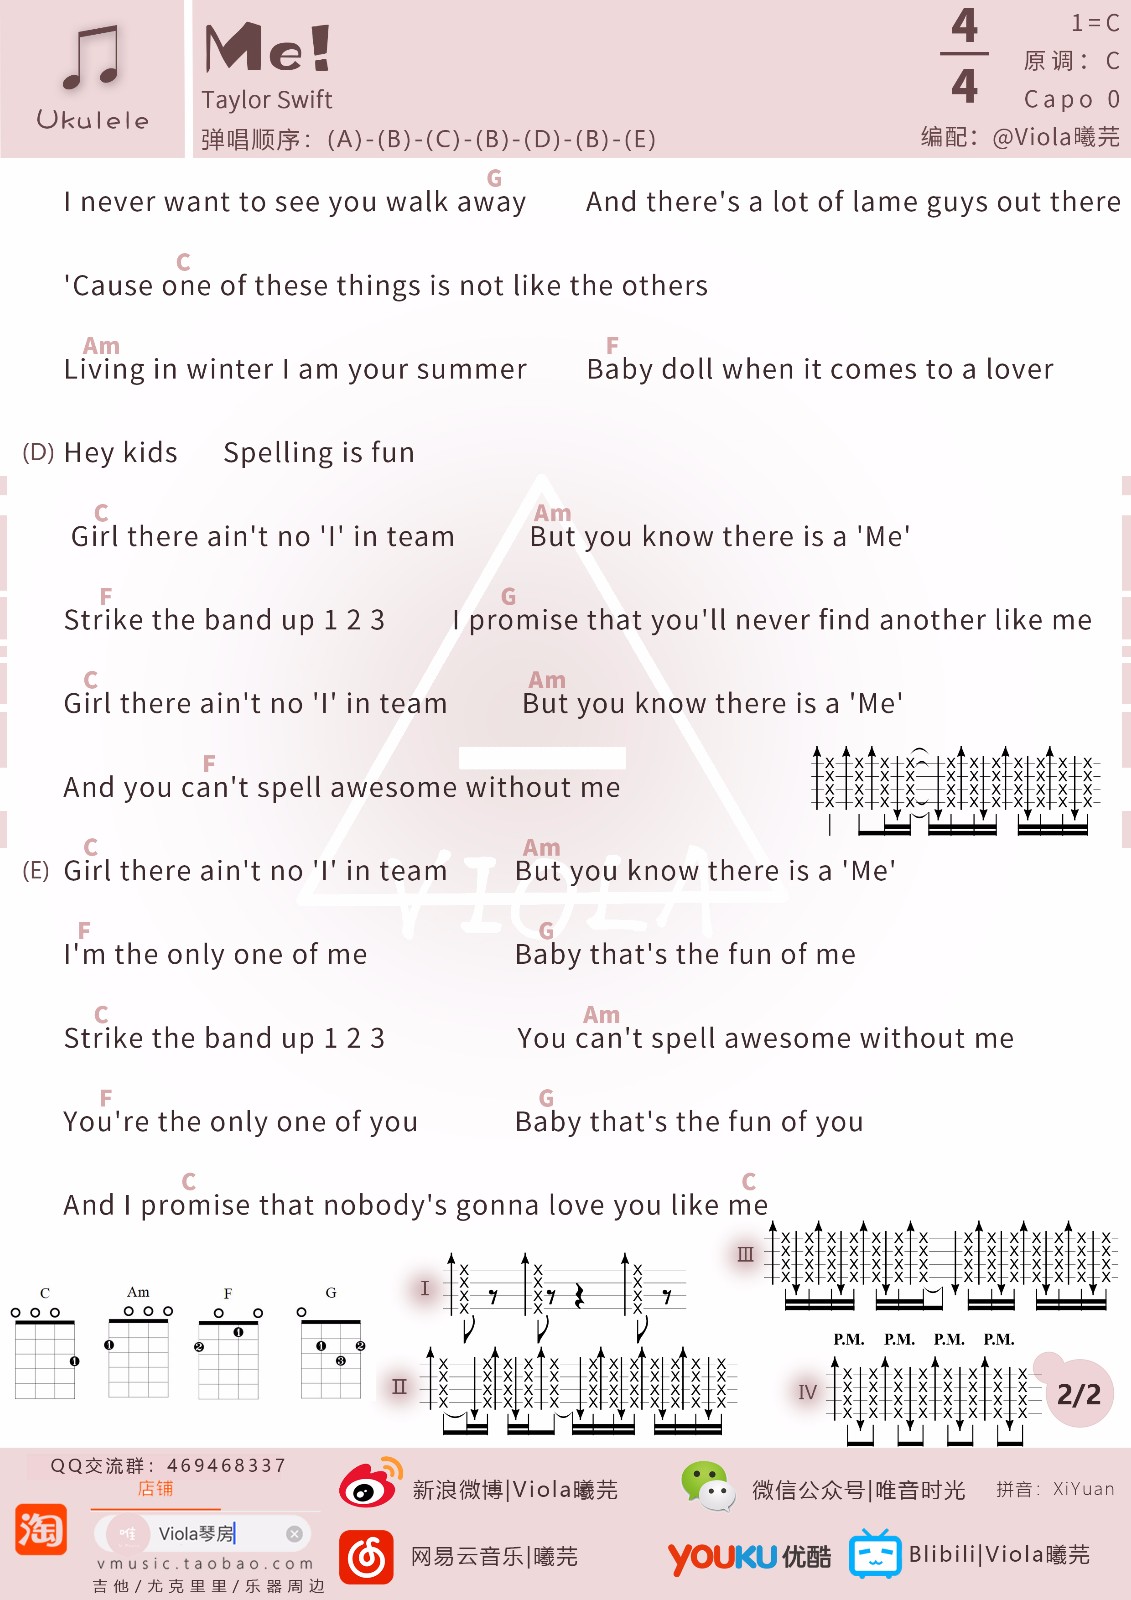 Ukulele
Me!
Taylor Swift
弹唱顺序：(A)-(B)-(C)-(B)-(D)-(B)-(E)
4
4
1=C
原调：C
Capo 0
编配：@Viola曦芫
G
I never want to see you walk away And there's a lot of lame guys out there
C
'Cause one of these things is not like the others
Am F
Living in winter I am your summer Baby doll when it comes to a lover
(D) Hey kids Spelling is fun
C Am
Girl there ain't no 'I' in team But you know there is a 'Me'
F G
Strike the band up 1 2 3 I promise that you'll never find another like me
C Am
Girl there ain't no 'I' in team But you know there is a 'Me'
F
And you can't spell awesome without me
C Am
(E) Girl there ain't no 'I' in team But you know there is a 'Me'
VIOLA
F G
I'm the only one of me Baby that's the fun of me
C Am
Strike the band up 1 2 3 You can't spell awesome without me
F G
You're the only one of you Baby that's the fun of you
C C
And I promise that nobody's gonna love you like me
C Am F G
1 1 2 1 1 2 3
I
III
II
P.M. P.M. P.M. P.M.
IV
2/2
QQ交流群：469468337
店铺
淘
唯 Viola琴房
vmusic.taobao.com
吉他/尤克里里/乐器周边
新浪微博|Viola曦芫
网易云音乐|曦芫
微信公众号|唯音时光
拼音：XiYuan
YOUKU优酷
Blibili|Viola曦芫